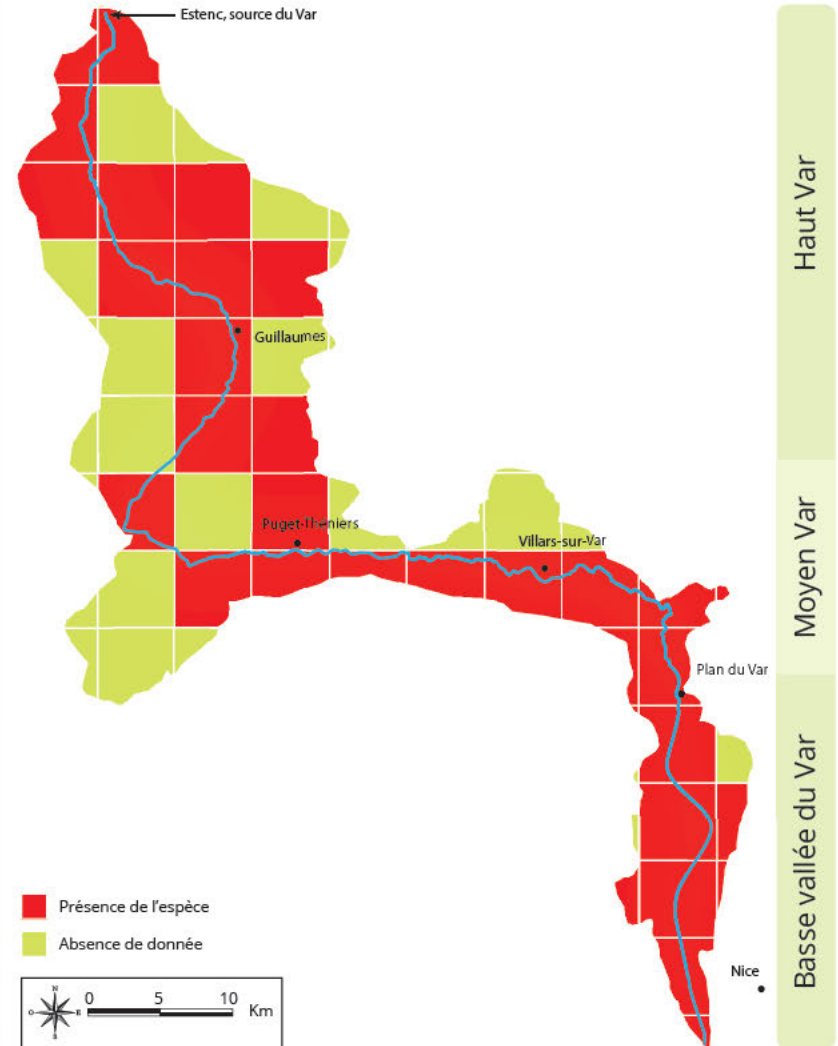 Estenc, source du Var
Haut Var
Guillaumes
Puget-Théniers
Villars-sur-Var
Moyen Var
Plan du Var
Basse vallée du Var
Présence de l'espèce
Absence de donnée
Nice
N
O
E
S
0 5 10 Km